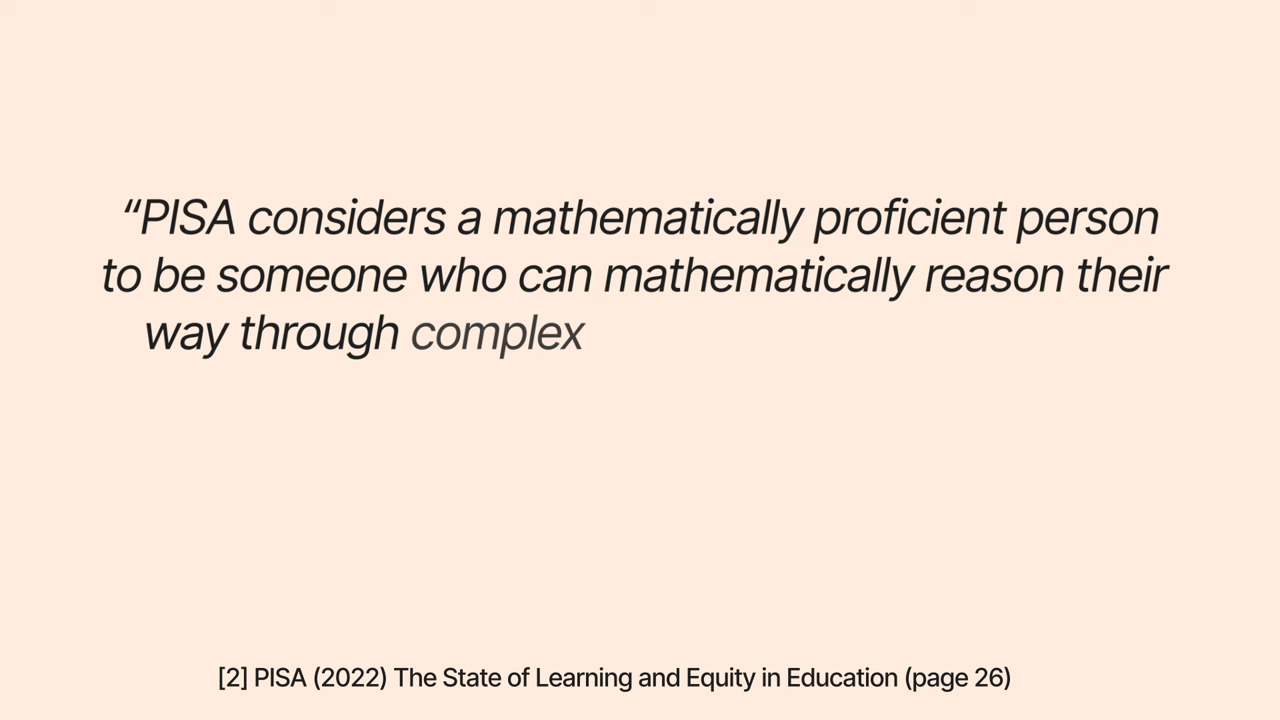 “PISA considers a mathematically proficient person
to be someone who can mathematically reason their
way through complex
[2] PISA (2022) The State of Learning and Equity in Education (page 26)